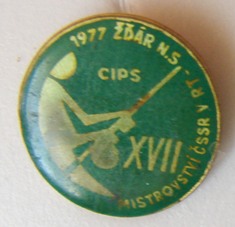 1977 ŽĎÁR N.S
CIPS
XVII
MISTROVSTVÍ ČSSR V RT -